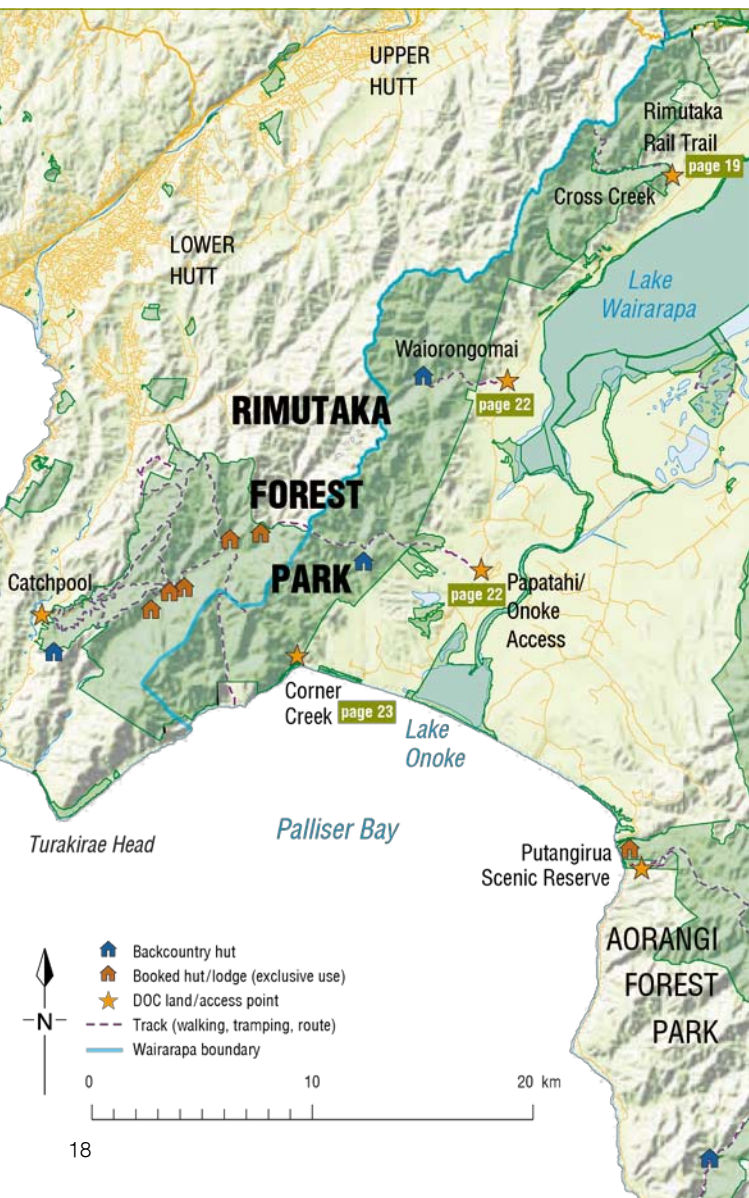 UPPER
HUTT
Rimutaka
Rail Trail
page 19
Cross Creek
LOWER
HUTT
Lake
Wairarapa
Waiorongomai
page 22
RIMUTAKA
FOREST
PARK
Catchpool
page 22
Papatahi/
Onoke
Access
Corner
Creek
page 23
Lake
Onoke
Turakirae Head
Palliser Bay
Putangirua
Scenic Reserve
AORANGI
FOREST
PARK
Backcountry hut
Booked hut/lodge (exclusive use)
DOC land/access point
Track (walking, tramping, route)
Wairarapa boundary
N
0 10 20 km
18